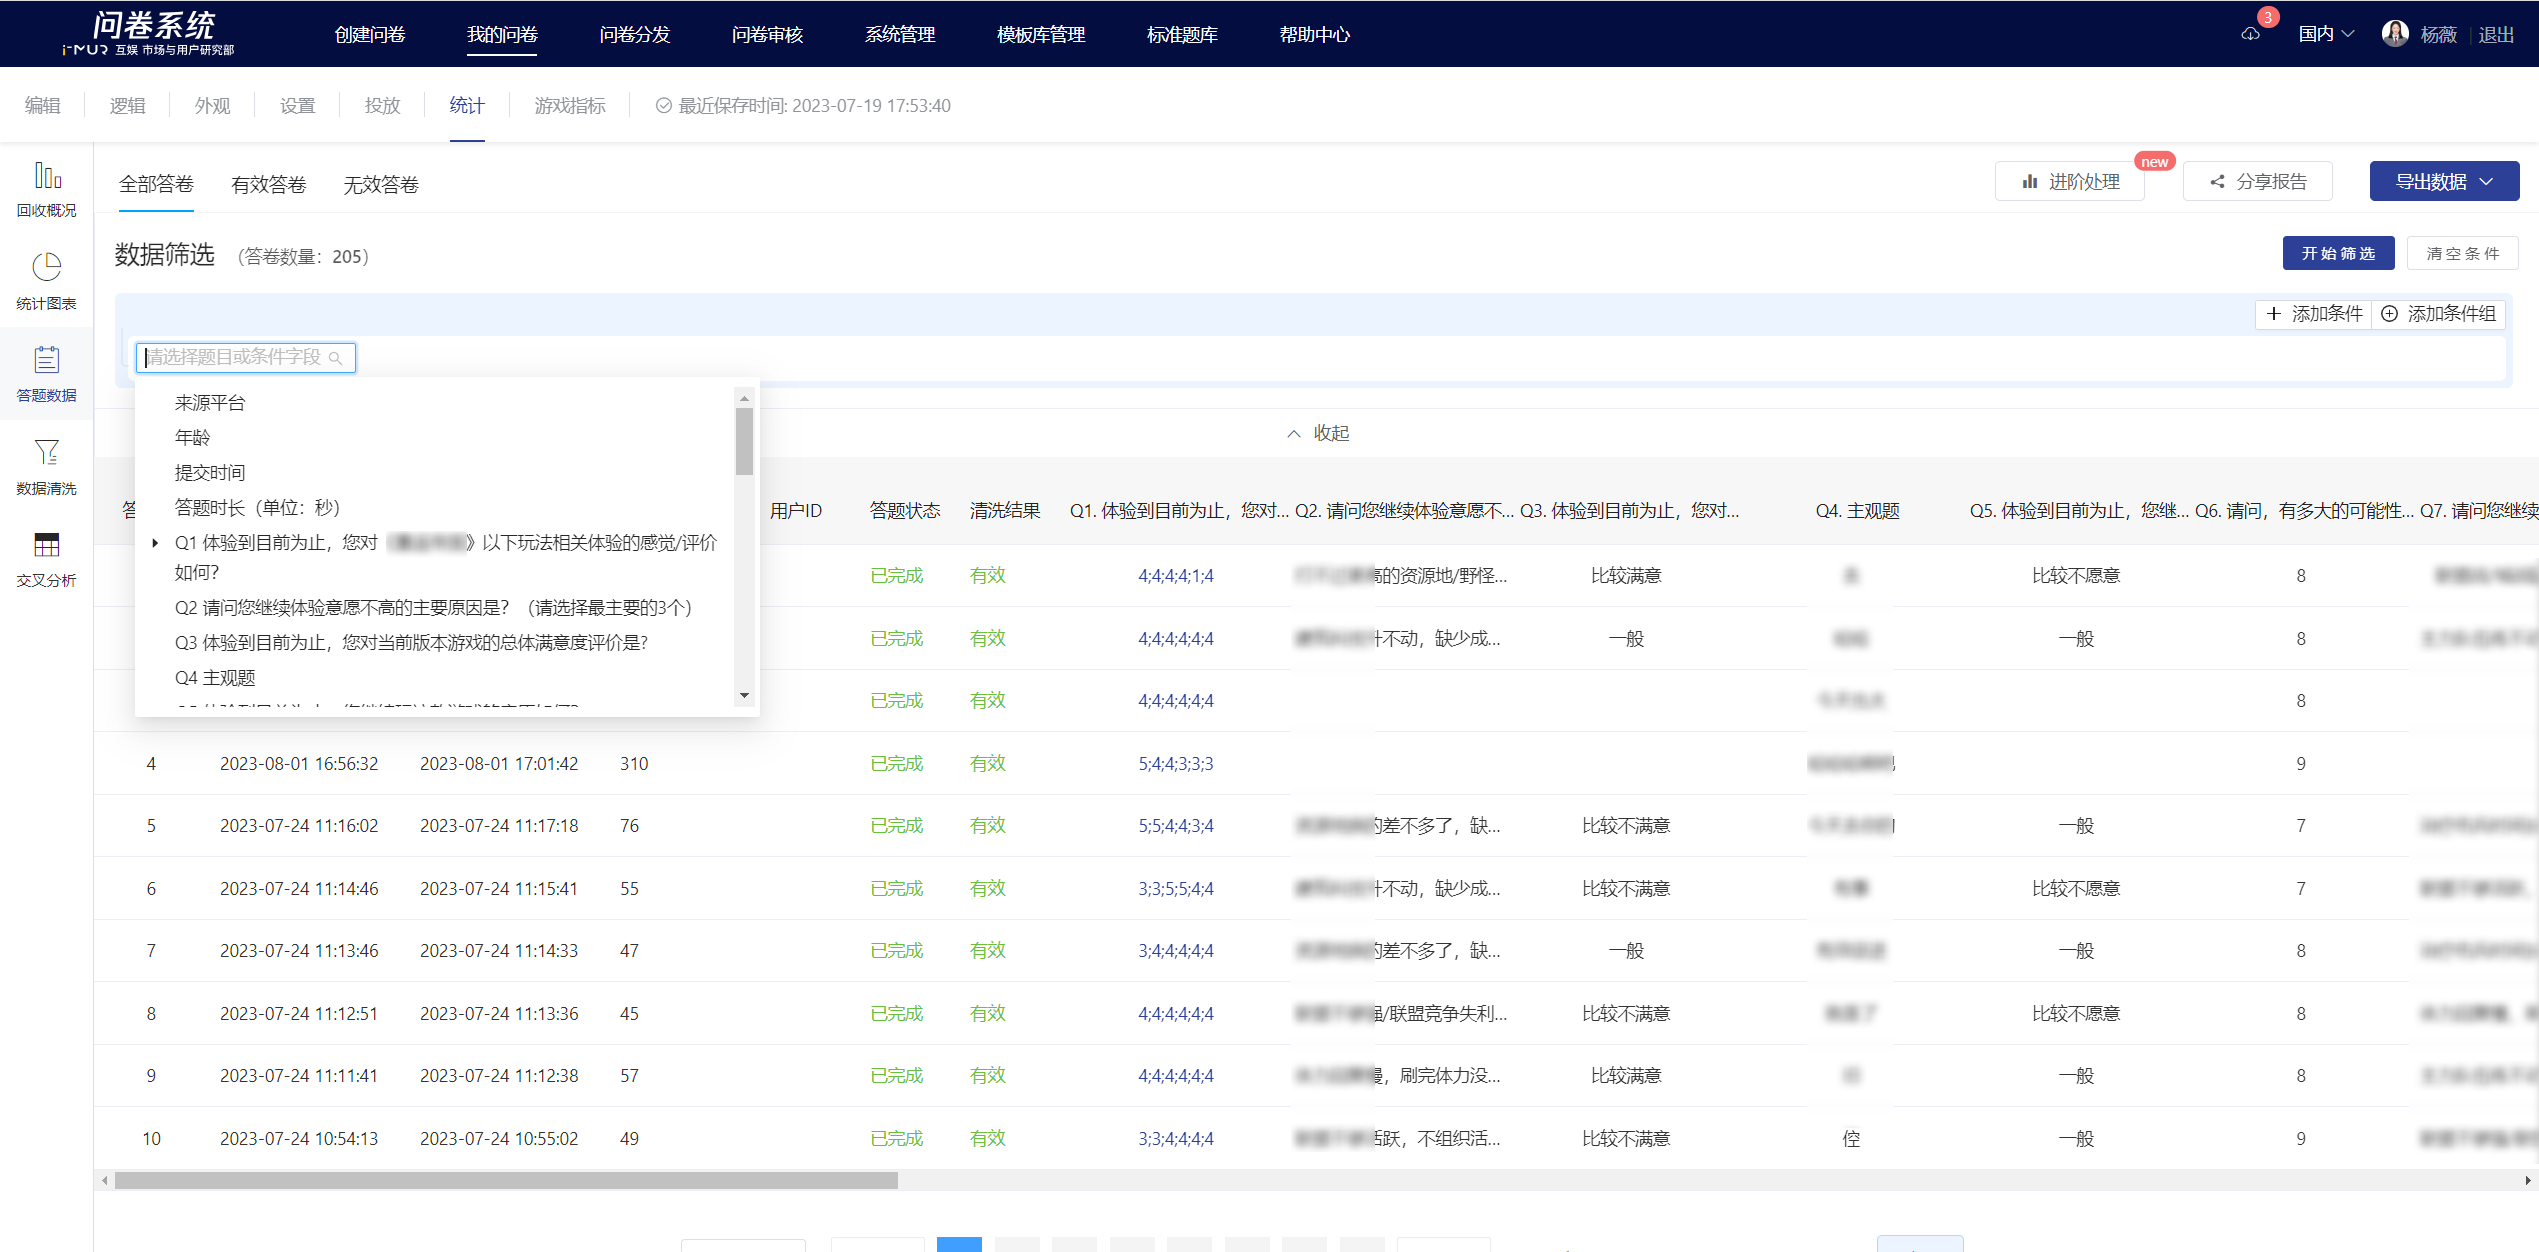 问卷系统
i-MUR 互娱 市场与用户研究部
创建问卷
我的问卷
问卷分发
问卷审核
系统管理
模板库管理
标准题库
帮助中心
3
国内
杨薇
退出
编辑
逻辑
外观
设置
投放
统计
游戏指标
最近保存时间: 2023-07-19 17:53:40
回收概况
统计图表
答题数据
数据清洗
交叉分析
全部答卷
有效答卷
无效答卷
进阶处理
new
分享报告
导出数据
数据筛选 （答卷数量：205）
开始筛选
清空条件
添加条件
添加条件组
请选择题目或条件字段
来源平台
年龄
提交时间
答题时长（单位：秒）
Q1 体验到目前为止，您对 》以下玩法相关体验的感觉/评价
如何?
Q2 请问您继续体验意愿不高的主要原因是？（请选择最主要的3个）
Q3 体验到目前为止，您对当前版本游戏的总体满意度评价是?
Q4 主观题
收起
答 用户ID 答题状态 清洗结果 Q1. 体验到目前为止，您对... Q2. 请问您继续体验意愿不... Q3. 体验到目前为止，您对... Q4. 主观题 Q5. 体验到目前为止，您继... Q6. 请问，有多大的可能性... Q7. 请问您继续
已完成 有效 4;4;4;4;1;4 高的资源地/野怪... 比较满意 比较不愿意 8
已完成 有效 4;4;4;4;4;4 升不动，缺少成... 一般 一般 8
已完成 有效 4;4;4;4;4;4 8
4 2023-08-01 16:56:32 2023-08-01 17:01:42 310 已完成 有效 5;4;4;3;3;3 9
5 2023-07-24 11:16:02 2023-07-24 11:17:18 76 已完成 有效 5;5;4;4;3;4 的差不多了，缺... 比较不满意 一般 7
6 2023-07-24 11:14:46 2023-07-24 11:15:41 55 已完成 有效 3;3;5;5;4;4 升不动，缺少成... 比较不满意 比较不愿意 7
7 2023-07-24 11:13:46 2023-07-24 11:14:33 47 已完成 有效 3;4;4;4;4;4 的差不多了，缺... 一般 一般 8
8 2023-07-24 11:12:51 2023-07-24 11:13:36 45 已完成 有效 4;4;4;4;4;4 强/联盟竞争失利... 比较不满意 比较不愿意 8
9 2023-07-24 11:11:41 2023-07-24 11:12:38 57 已完成 有效 4;4;4;4;4;4 慢，刷完体力没... 比较满意 一般 8
10 2023-07-24 10:54:13 2023-07-24 10:55:02 49 已完成 有效 3;3;4;4;4;4 活跃，不组织活... 比较不满意 倥 一般 9